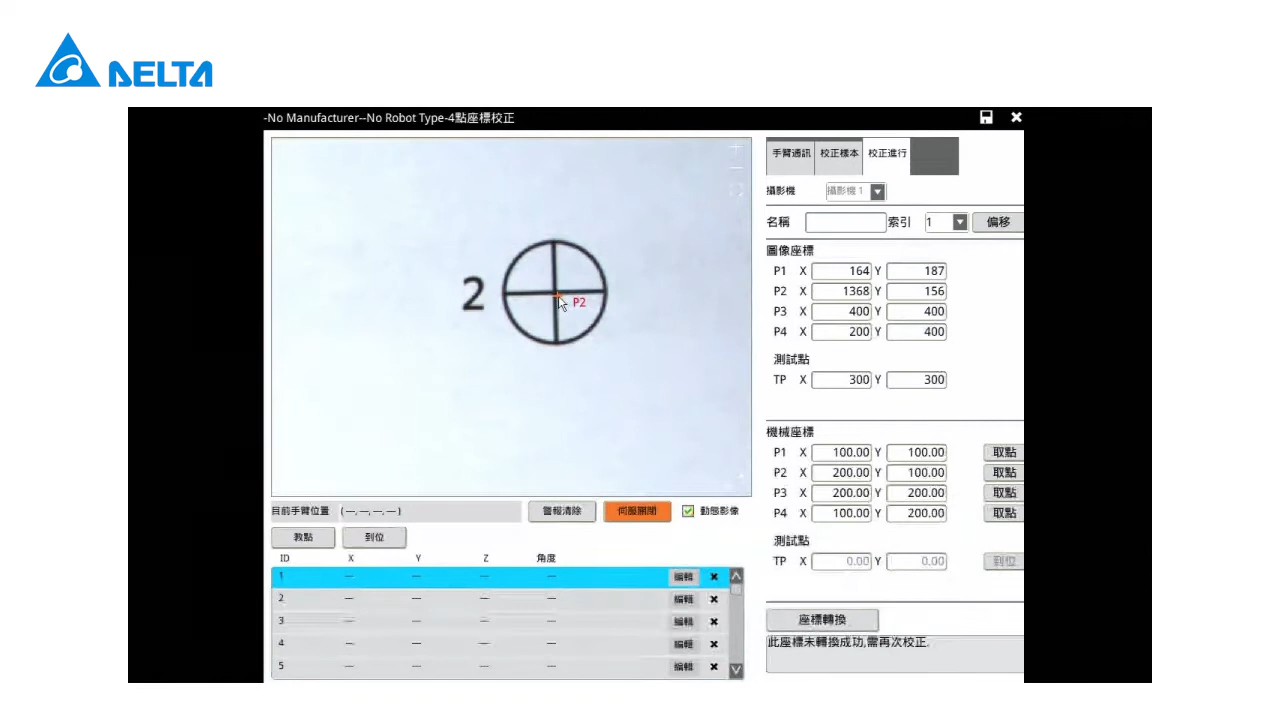 DELTA
-No Manufacturer--No Robot Type-4點座標校正
手臂通訊 校正樣本 校正進行
攝影機 攝影機 1
名稱 索引 1 偏移
圖像座標
P1 X 164 Y 187
P2 X 1368 Y 156
P3 X 400 Y 400
P4 X 200 Y 400
測試點
TP X 300 Y 300
機械座標
P1 X 100.00 Y 100.00 取點
P2 X 200.00 Y 100.00 取點
P3 X 200.00 Y 200.00 取點
P4 X 100.00 Y 200.00 取點
測試點
TP X 0.00 Y 0.00 到位
座標轉換
此座標未轉換成功,需再次校正.
2 P2
目前手臂位置 (---, ---, ---, ---) 警報清除 伺服關閉 動態影像
教點 到位
ID X Y Z 角度
1 --- --- --- --- 編輯
2 --- --- --- --- 編輯
3 --- --- --- --- 編輯
4 --- --- --- --- 編輯
5 --- --- --- --- 編輯